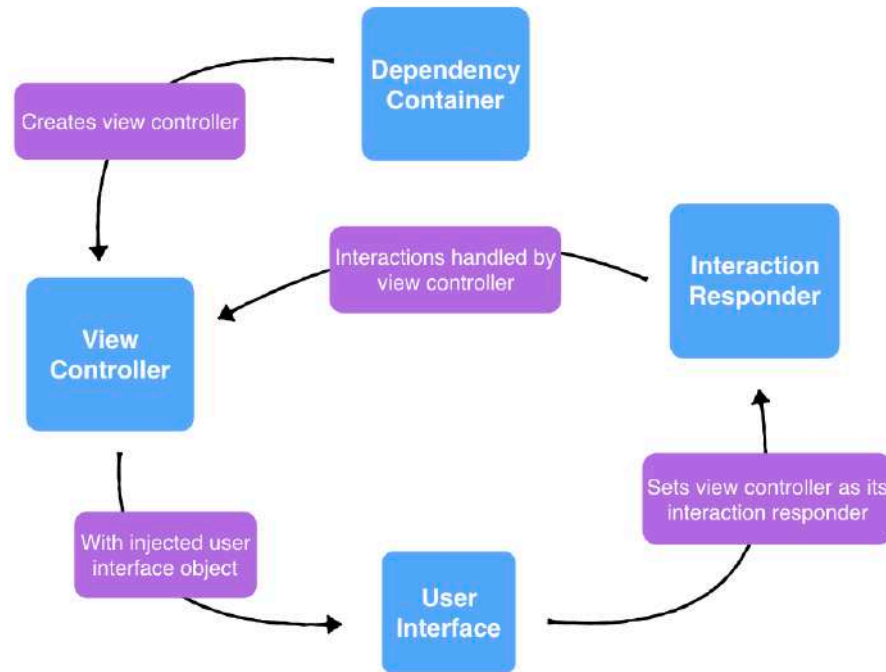 Dependency
Container
Creates view controller
Interactions handled by
view controller
Interaction
Responder
View
Controller
Sets view controller as its
interaction responder
With injected user
interface object
User
Interface